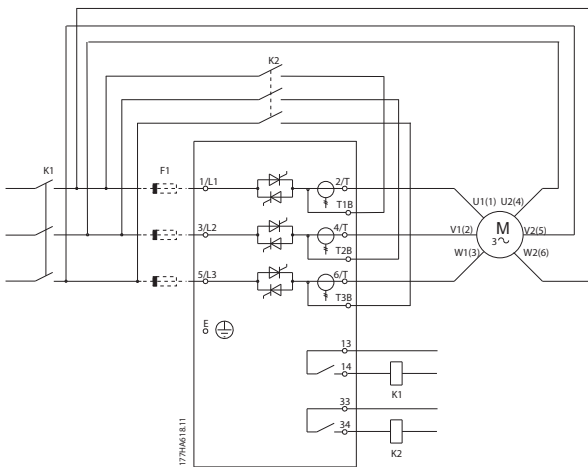 K2
K1
F1
1/L1
2/T
T1B
U1(1) U2(4)
3/L2
4/T
T2B
V1(2)
M
3
V2(5)
W1(3)
W2(6)
5/L3
6/T
T3B
E
13
14
K1
33
34
K2
177HA618.11